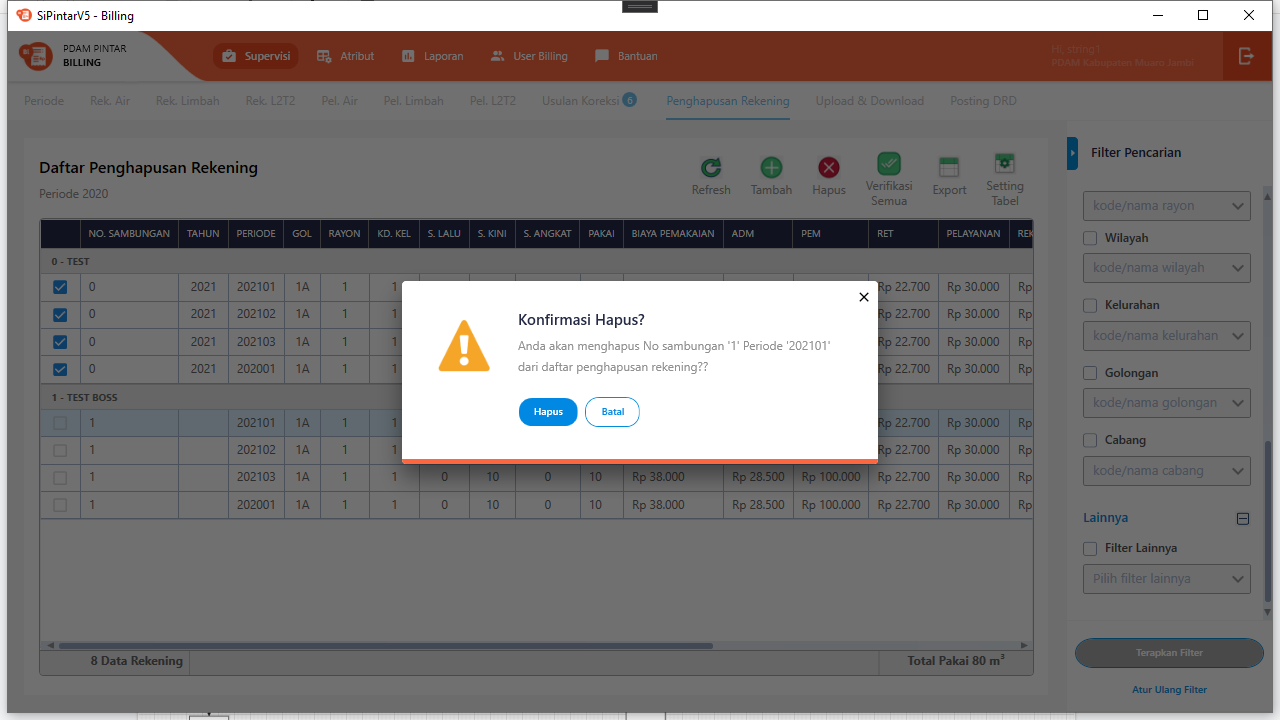 SiPintarV5 - Billing
PDAM PINTAR
BILLING
Supervisi Atribut Laporan User Billing Bantuan
Hi, string !
PDAM Kabupaten Muaro Jambi
Periode Rek. Air Rek. Limbah Rek. L2T2 Pel. Air Pel. Limbah Pel. L2T2 Usulan Koreksi 6 Penghapusan Rekening Upload & Download Posting DRD
Daftar Penghapusan Rekening
Periode 2020
Refresh Tambah Hapus Verifikasi Semua Export Setting Tabel
NO. SAMBUNGAN TAHUN PERIODE GOL RAYON KD. KEL S. LALU S. KINI S. ANGKAT PAKAI BIAYA PEMAKAIAN ADM PEM RET PELAYANAN REK
0 - TEST
0 2021 202101 1A 1 1 Rp 22.700 Rp 30.000 Rp
0 2021 202102 1A 1 1 Rp 22.700 Rp 30.000 Rp
0 2021 202103 1A 1 1 Rp 22.700 Rp 30.000 Rp
0 2021 202001 1A 1 1 Rp 22.700 Rp 30.000 Rp
1 - TEST BOSS
1 202101 1A 1 1 Rp 22.700 Rp 30.000 Rp
1 202102 1A 1 1 Rp 22.700 Rp 30.000 Rp
1 202103 1A 1 1 0 10 0 10 Rp 38.000 Rp 28.500 Rp 100.000 Rp 22.700 Rp 30.000 Rp
1 202001 1A 1 1 0 10 0 10 Rp 38.000 Rp 28.500 Rp 100.000 Rp 22.700 Rp 30.000 Rp
8 Data Rekening Total Pakai 80 m³
Konfirmasi Hapus?
Anda akan menghapus No sambungan '1' Periode '202101'
dari daftar penghapusan rekening??
Hapus Batal
Filter Pencarian
kode/nama rayon
Wilayah
kode/nama wilayah
Kelurahan
kode/nama kelurahan
Golongan
kode/nama golongan
Cabang
kode/nama cabang
Lainnya
Filter Lainnya
Pilih filter lainnya
Terapkan Filter
Atur Ulang Filter